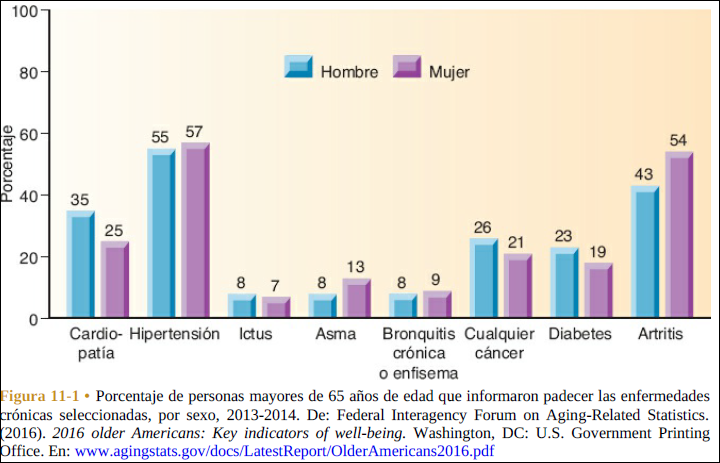 100
80
60
40
20
0
Porcentaje
Hombre Mujer
35 25 55 57 8 7 8 13 8 9 26 21 23 19 43 54
Cardio- Hipertensión Ictus Asma Bronquitis Cualquier Diabetes Artritis
patía crónica cáncer
o enfisema
Figura 11-1 • Porcentaje de personas mayores de 65 años de edad que informaron padecer las enfermedades
crónicas seleccionadas, por sexo, 2013-2014. De: Federal Interagency Forum on Aging-Related Statistics.
(2016). 2016 older Americans: Key indicators of well-being. Washington, DC: U.S. Government Printing
Office. En: www.agingstats.gov/docs/LatestReport/OlderAmericans2016.pdf